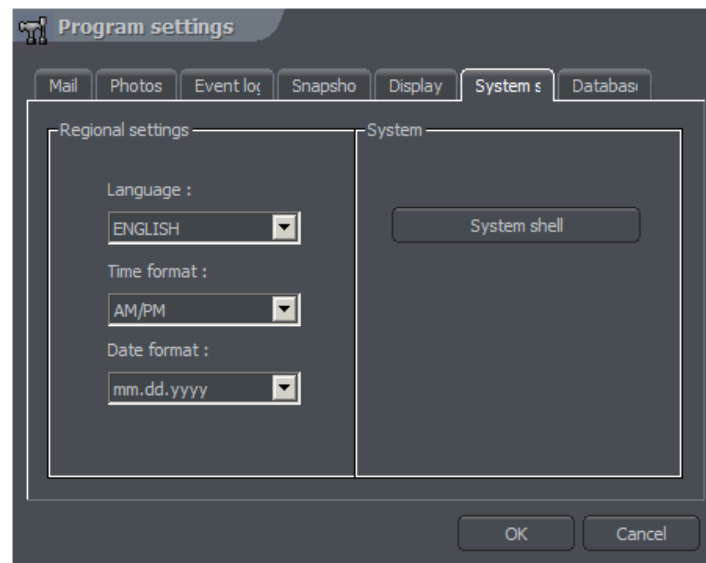 Program settings
Mail Photos Event log Snapsho Display System s Databas
Regional settings
Language :
ENGLISH
Time format :
AM/PM
Date format :
mm.dd.yyyy
System
System shell
OK Cancel